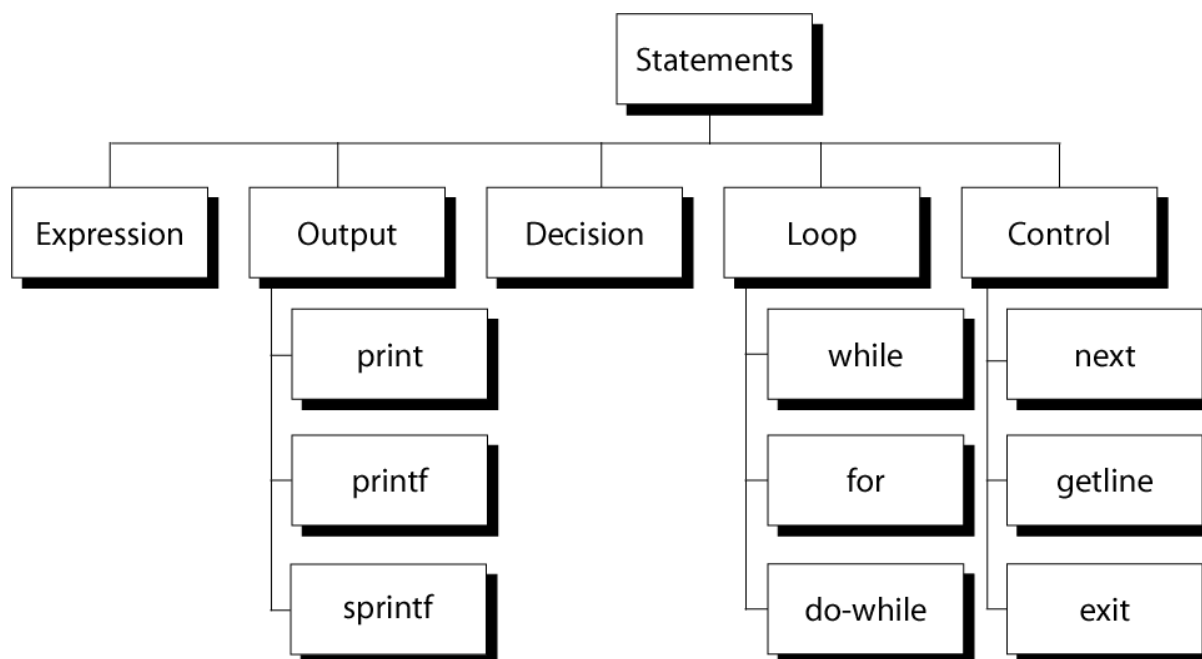 Statements
Expression
Output
Decision
Loop
Control
print
while
next
printf
for
getline
sprintf
do-while
exit